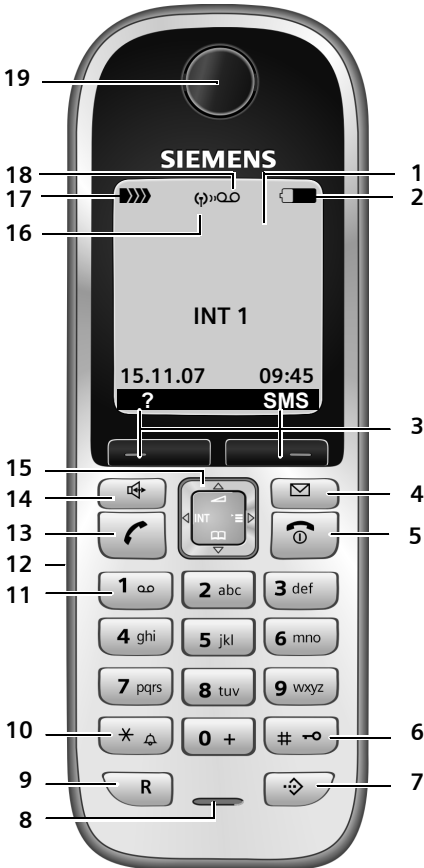 19
SIEMENS
18
1
17
2
16
INT 1
15.11.07 09:45
? SMS
3
15
14
4
INT
13
5
12
11
1 2 abc 3 def
4 ghi 5 jkl 6 mno
7 pqrs 8 tuv 9 wxyz
10
* 0 + #
6
9
R
7
8